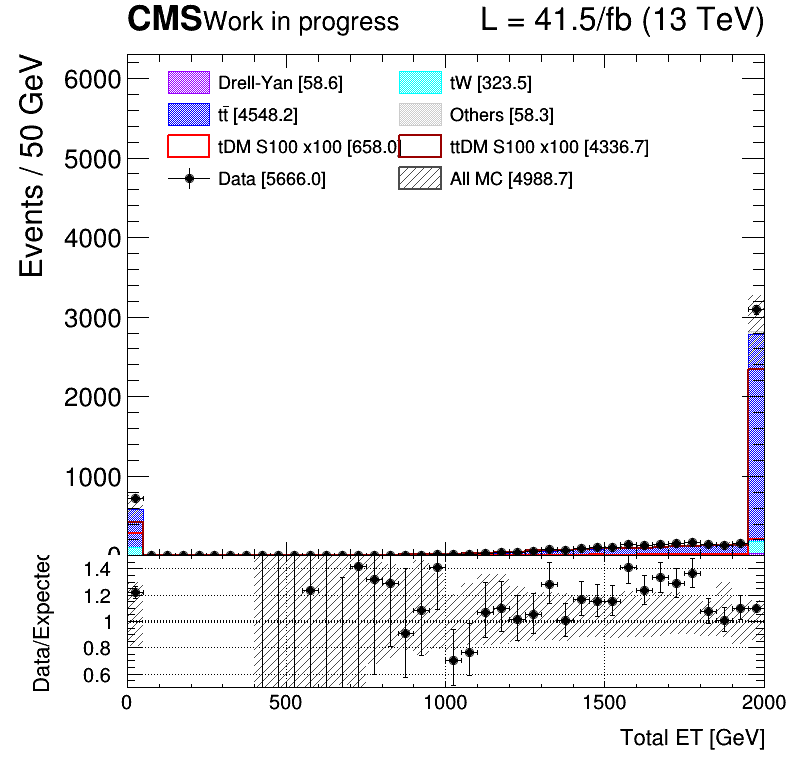 CMS Work in progress L = 41.5/fb (13 TeV)
Events / 50 GeV
6000
5000
4000
3000
2000
1000
0
Drell-Yan [58.6]
tW [323.5]
tt̄ [4548.2]
Others [58.3]
tDM S100 x100 [658.0]
ttDM S100 x100 [4336.7]
Data [5666.0]
All MC [4988.7]
Data/Expected
1.4
1.2
1
0.8
0.6
0 500 1000 1500 2000
Total ET [GeV]